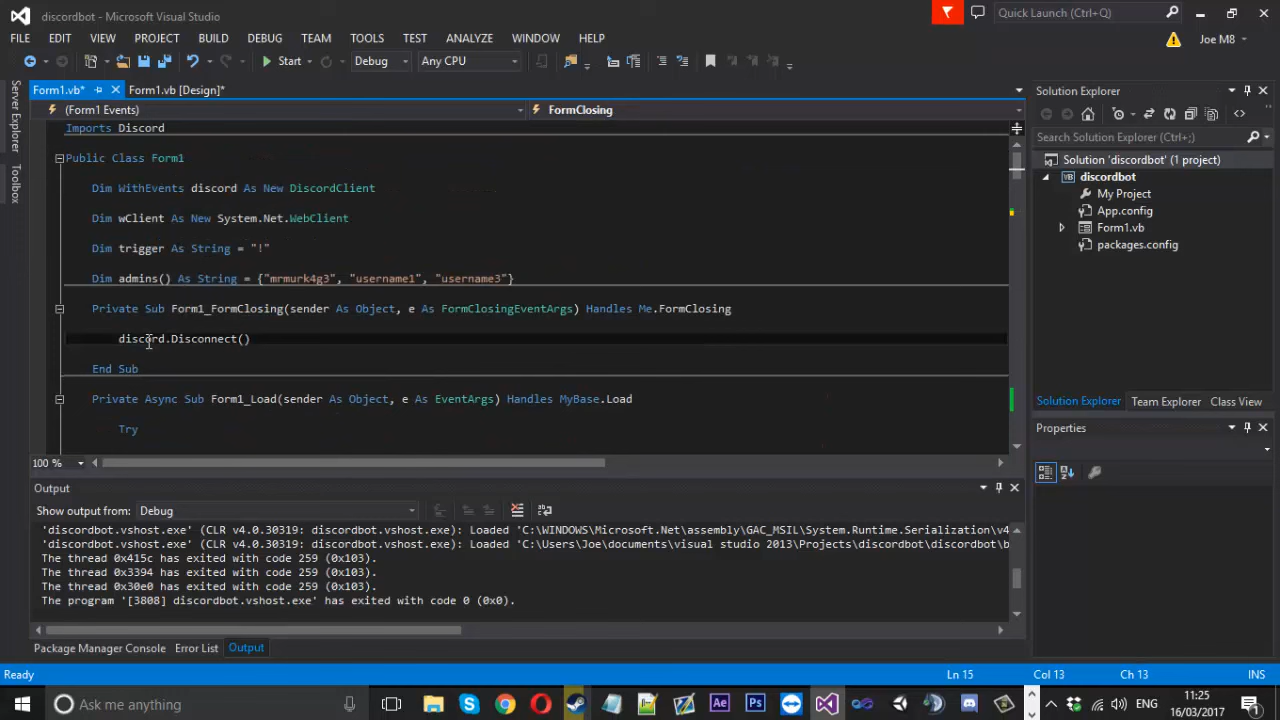 discordbot - Microsoft Visual Studio
Quick Launch (Ctrl+Q)
FILE EDIT VIEW PROJECT BUILD DEBUG TEAM TOOLS TEST ANALYZE WINDOW HELP
Joe M8
Start Debug Any CPU
Form1.vb* Form1.vb [Design]*
(Form1 Events) FormClosing
Server Explorer
Toolbox
Imports Discord
Public Class Form1
Dim WithEvents discord As New DiscordClient
Dim wClient As New System.Net.WebClient
Dim trigger As String = "!"
Dim admins() As String = {"mrmurk4g3", "username1", "username3"}
Private Sub Form1_FormClosing(sender As Object, e As FormClosingEventArgs) Handles Me.FormClosing
discord.Disconnect()
End Sub
Private Async Sub Form1_Load(sender As Object, e As EventArgs) Handles MyBase.Load
Try
100 %
Solution Explorer
Search Solution Explorer (Ctrl+;)
Solution 'discordbot' (1 project)
discordbot
My Project
App.config
Form1.vb
packages.config
Solution Explorer Team Explorer Class View
Properties
Output
Show output from: Debug
'discordbot.vshost.exe' (CLR v4.0.30319: discordbot.vshost.exe): Loaded 'C:\WINDOWS\Microsoft.Net\assembly\GAC_MSIL\System.Runtime.Serialization\v4
'discordbot.vshost.exe' (CLR v4.0.30319: discordbot.vshost.exe): Loaded 'C:\Users\Joe\documents\visual studio 2013\Projects\discordbot\discordbot\b
The thread 0x415c has exited with code 259 (0x103).
The thread 0x3394 has exited with code 259 (0x103).
The thread 0x30e0 has exited with code 259 (0x103).
The program '[3808] discordbot.vshost.exe' has exited with code 0 (0x0).
Package Manager Console Error List Output
Ready Ln 15 Col 13 Ch 13 INS
Ask me anything
Ae Ps
ENG
11:25
16/03/2017